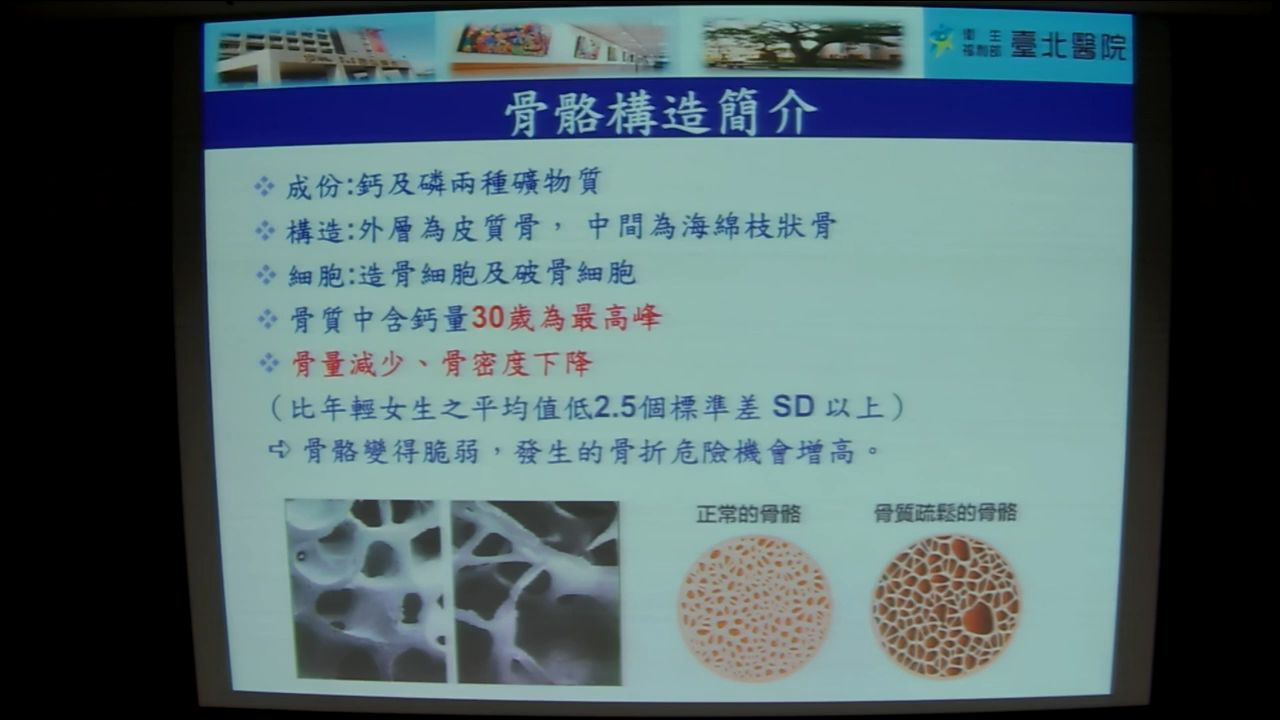 衛生
福利部 臺北醫院
骨骼構造簡介
成份:鈣及磷兩種礦物質
構造:外層為皮質骨， 中間為海綿枝狀骨
細胞:造骨細胞及破骨細胞
骨質中含鈣量30歲為最高峰
骨量減少、骨密度下降
（比年輕女生之平均值低2.5個標準差 SD 以上）
⇨ 骨骼變得脆弱，發生的骨折危險機會增高。
正常的骨骼
骨質疏鬆的骨骼